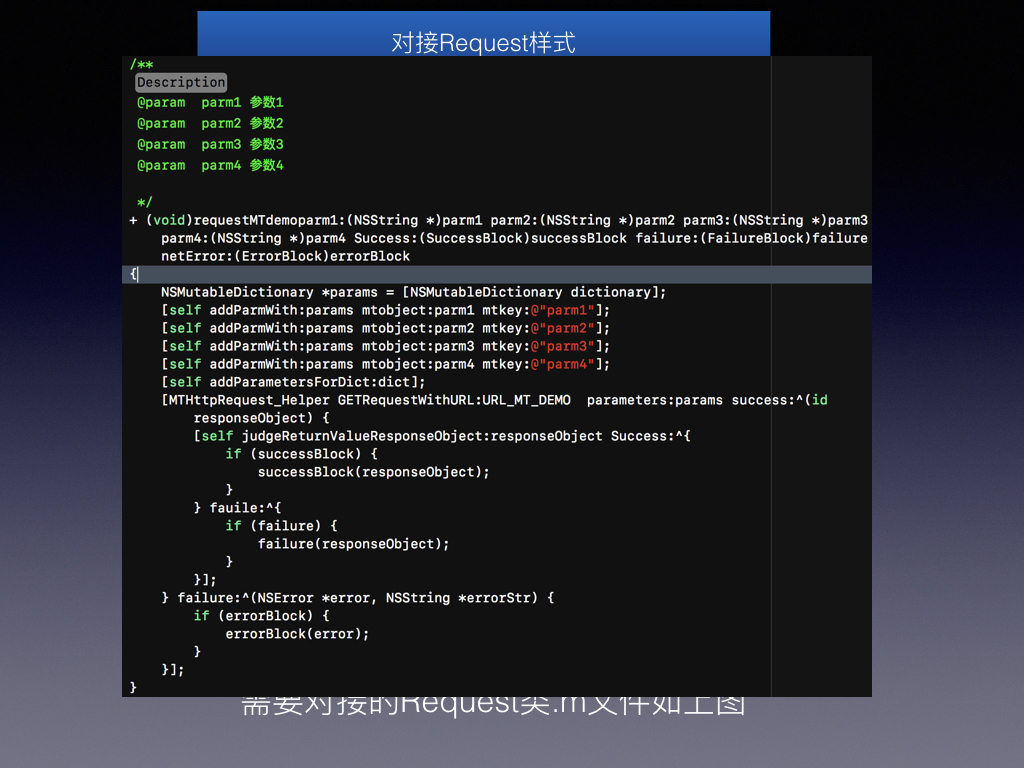 对接Request样式
/**
Description
@param  parm1 参数1
@param  parm2 参数2
@param  parm3 参数3
@param  parm4 参数4
*/
+ (void)requestMTdemoparm1:(NSString *)parm1 parm2:(NSString *)parm2 parm3:(NSString *)parm3
parm4:(NSString *)parm4 Success:(SuccessBlock)successBlock failure:(FailureBlock)failure
netError:(ErrorBlock)errorBlock
{
NSMutableDictionary *params = [NSMutableDictionary dictionary];
[self addParmWith:params mtobject:parm1 mtkey:@"parm1"];
[self addParmWith:params mtobject:parm2 mtkey:@"parm2"];
[self addParmWith:params mtobject:parm3 mtkey:@"parm3"];
[self addParmWith:params mtobject:parm4 mtkey:@"parm4"];
[self addParametersForDict:dict];
[MTHttpRequest_Helper GETRequestWithURL:URL_MT_DEMO  parameters:params success:^(id
responseObject) {
[self judgeReturnValueResponseObject:responseObject Success:^{
if (successBlock) {
successBlock(responseObject);
}
} fauile:^{
if (failure) {
failure(responseObject);
}
}];
} failure:^(NSError *error, NSString *errorStr) {
if (errorBlock) {
errorBlock(error);
}
}];
}
需要对接的Request类.m文件如上图